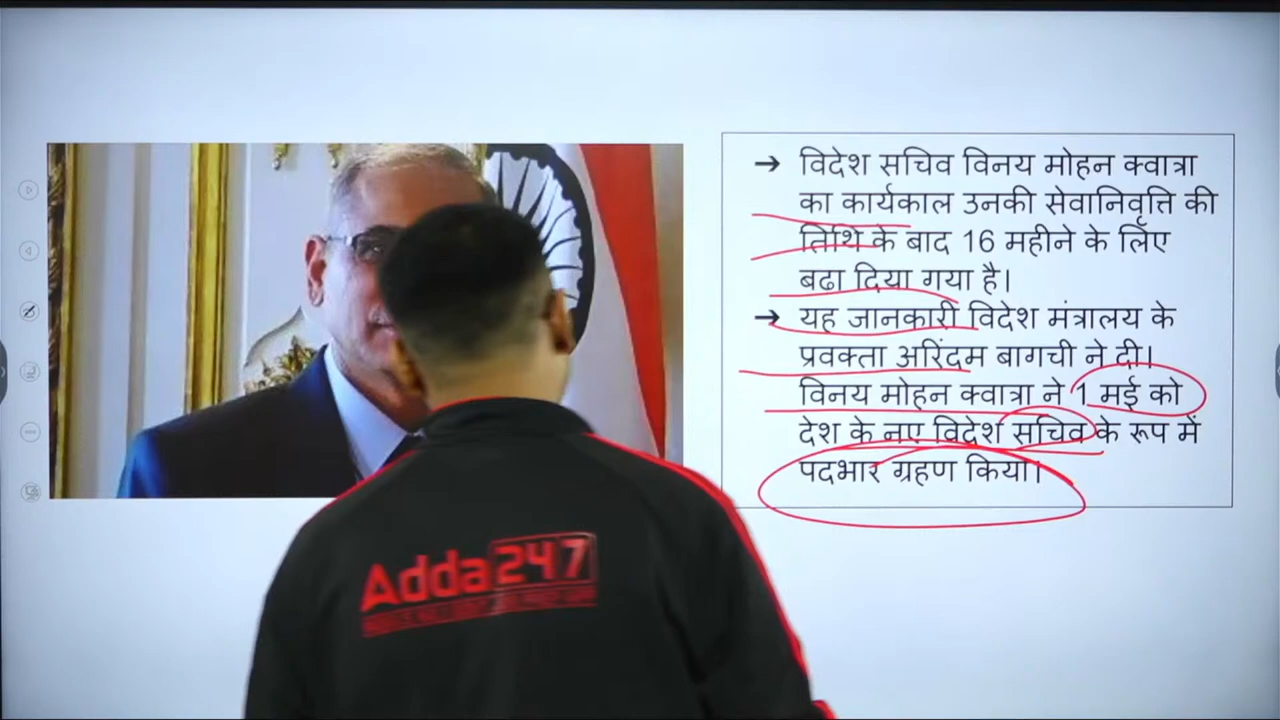 → विदेश सचिव विनय मोहन क्वात्रा
का कार्यकाल उनकी सेवानिवृत्ति की
तिथि के बाद 16 महीने के लिए
बढा दिया गया है।
→ यह जानकारी विदेश मंत्रालय के
प्रवक्ता अरिंदम बागची ने दी।
विनय मोहन क्वात्रा ने 1 मई को
देश के नए विदेश सचिव के रूप में
पदभार ग्रहण किया।
Adda247